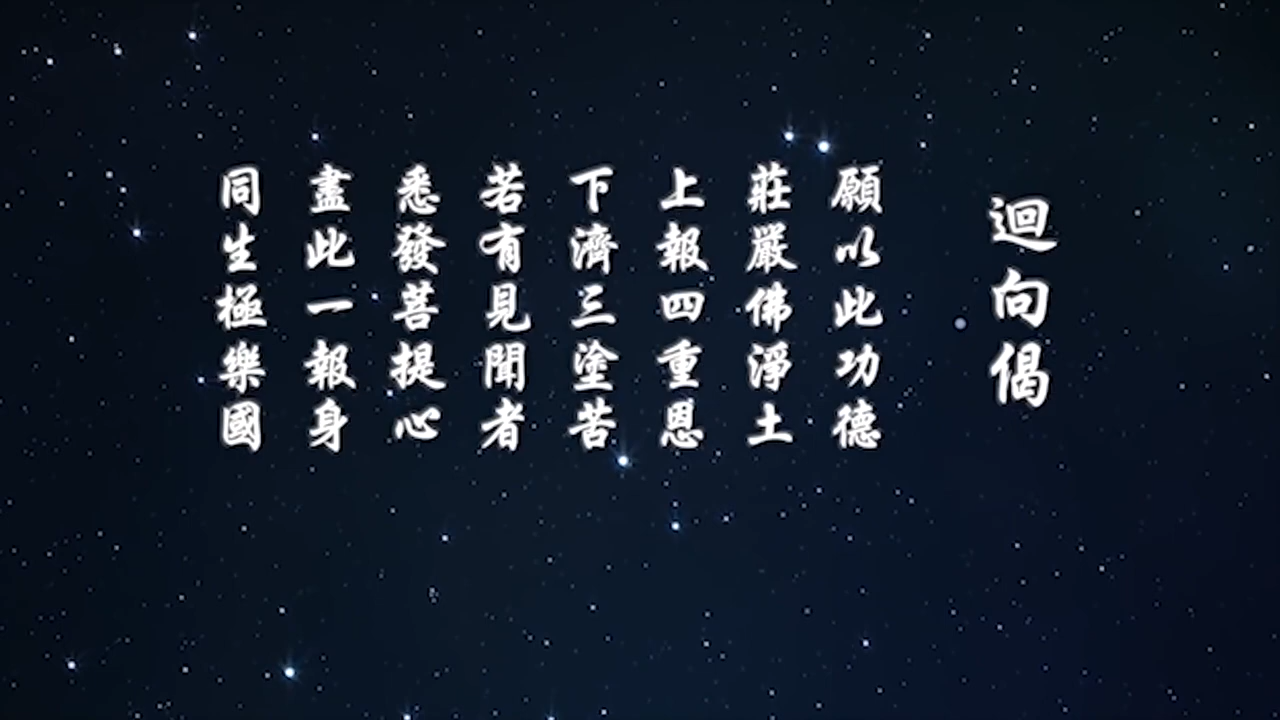 迴向偈
願以此功德
莊嚴佛淨土
上報四重恩
下濟三塗苦
若有見聞者
悉發菩提心
盡此一報身
同生極樂國